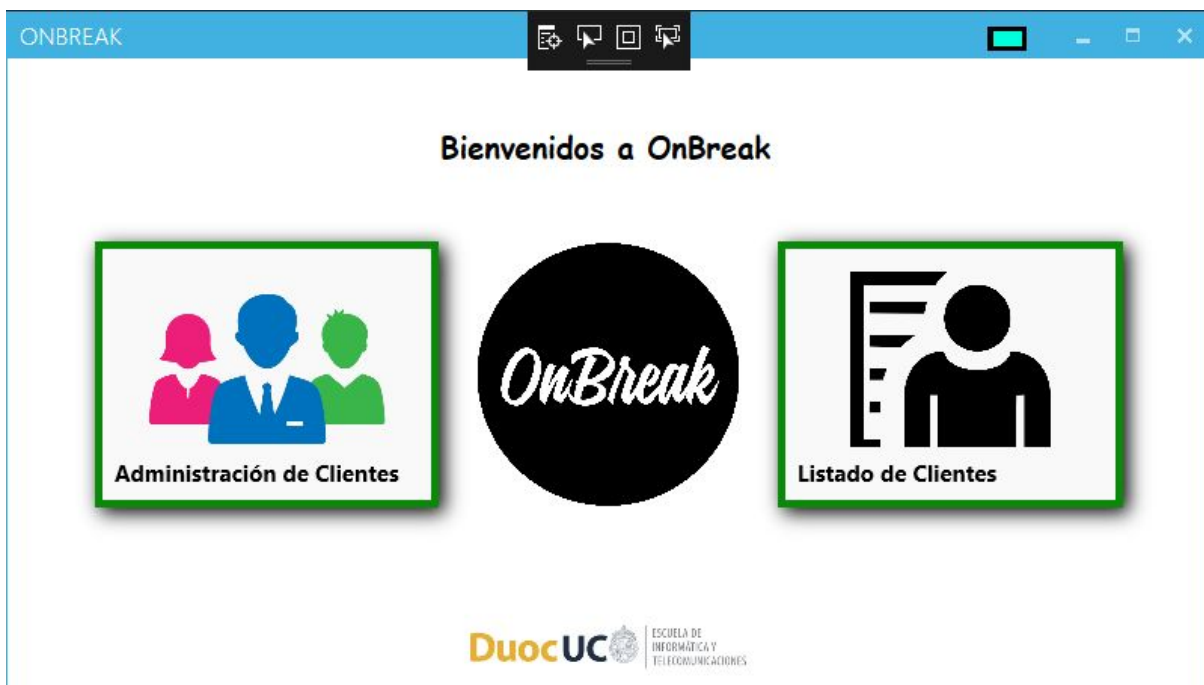 ONBREAK
Bienvenidos a OnBreak
OnBreak
Administración de Clientes
Listado de Clientes
DuocUC
ESCUELA DE
INFORMÁTICA Y
TELECOMUNICACIONES